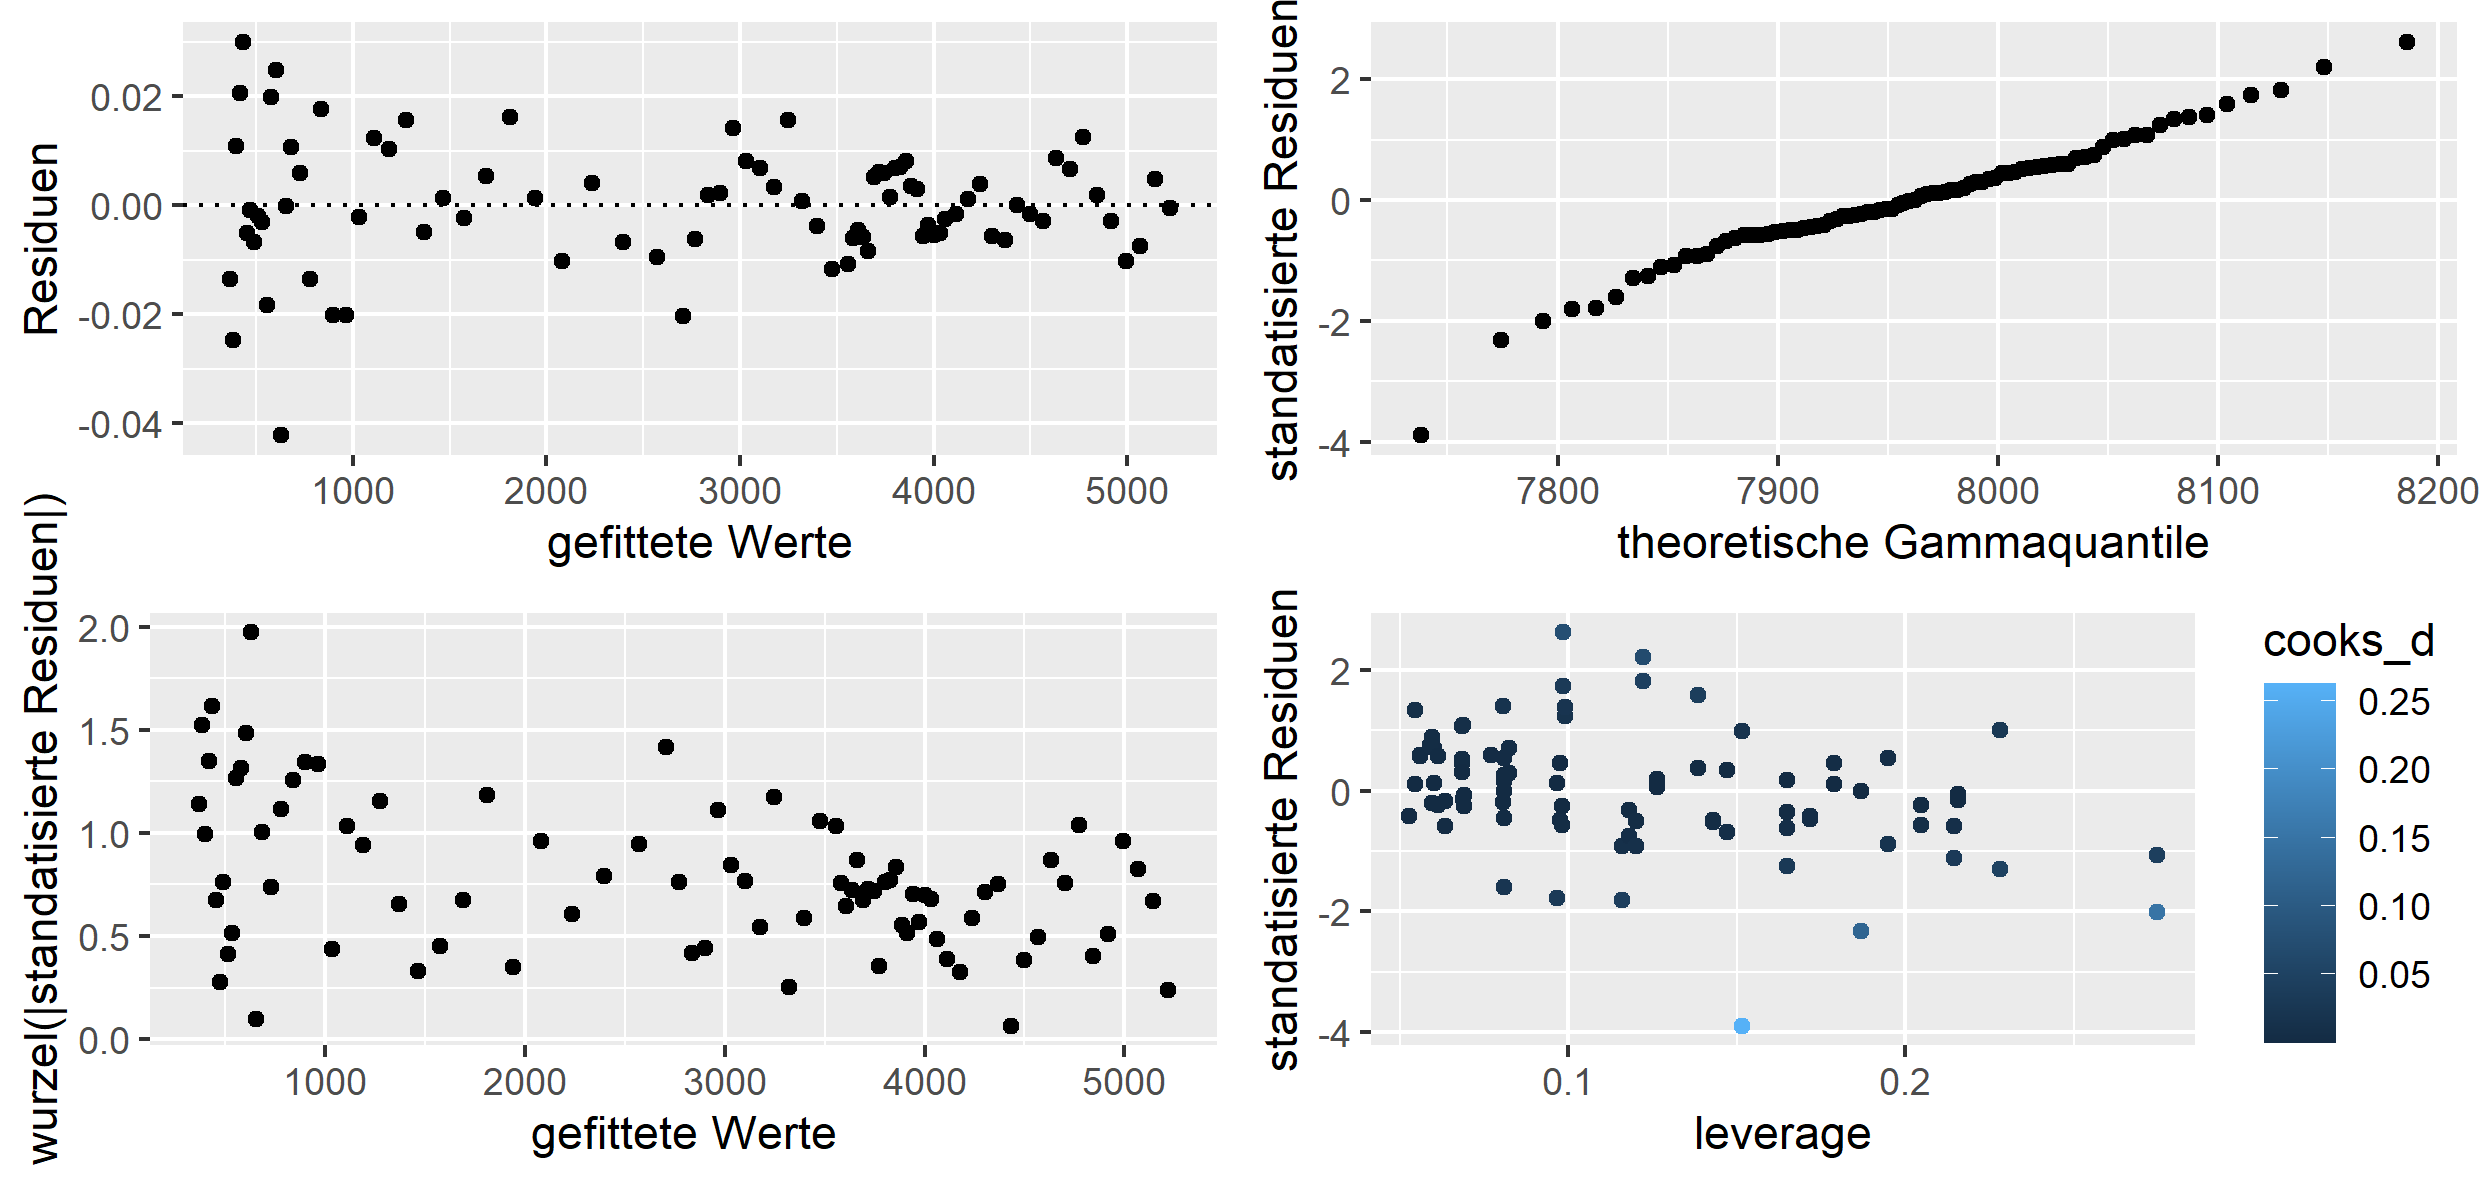 Residuen
0.02
0.00
-0.02
-0.04
1000 2000 3000 4000 5000
gefittete Werte
standatisierte Residuen
2
0
-2
-4
7800 7900 8000 8100 8200
theoretische Gammaquantile
wurzel(|standatisierte Residuen|)
2.0
1.5
1.0
0.5
0.0
1000 2000 3000 4000 5000
gefittete Werte
standatisierte Residuen
2
0
-2
-4
0.1 0.2
leverage
cooks_d
0.25
0.20
0.15
0.10
0.05